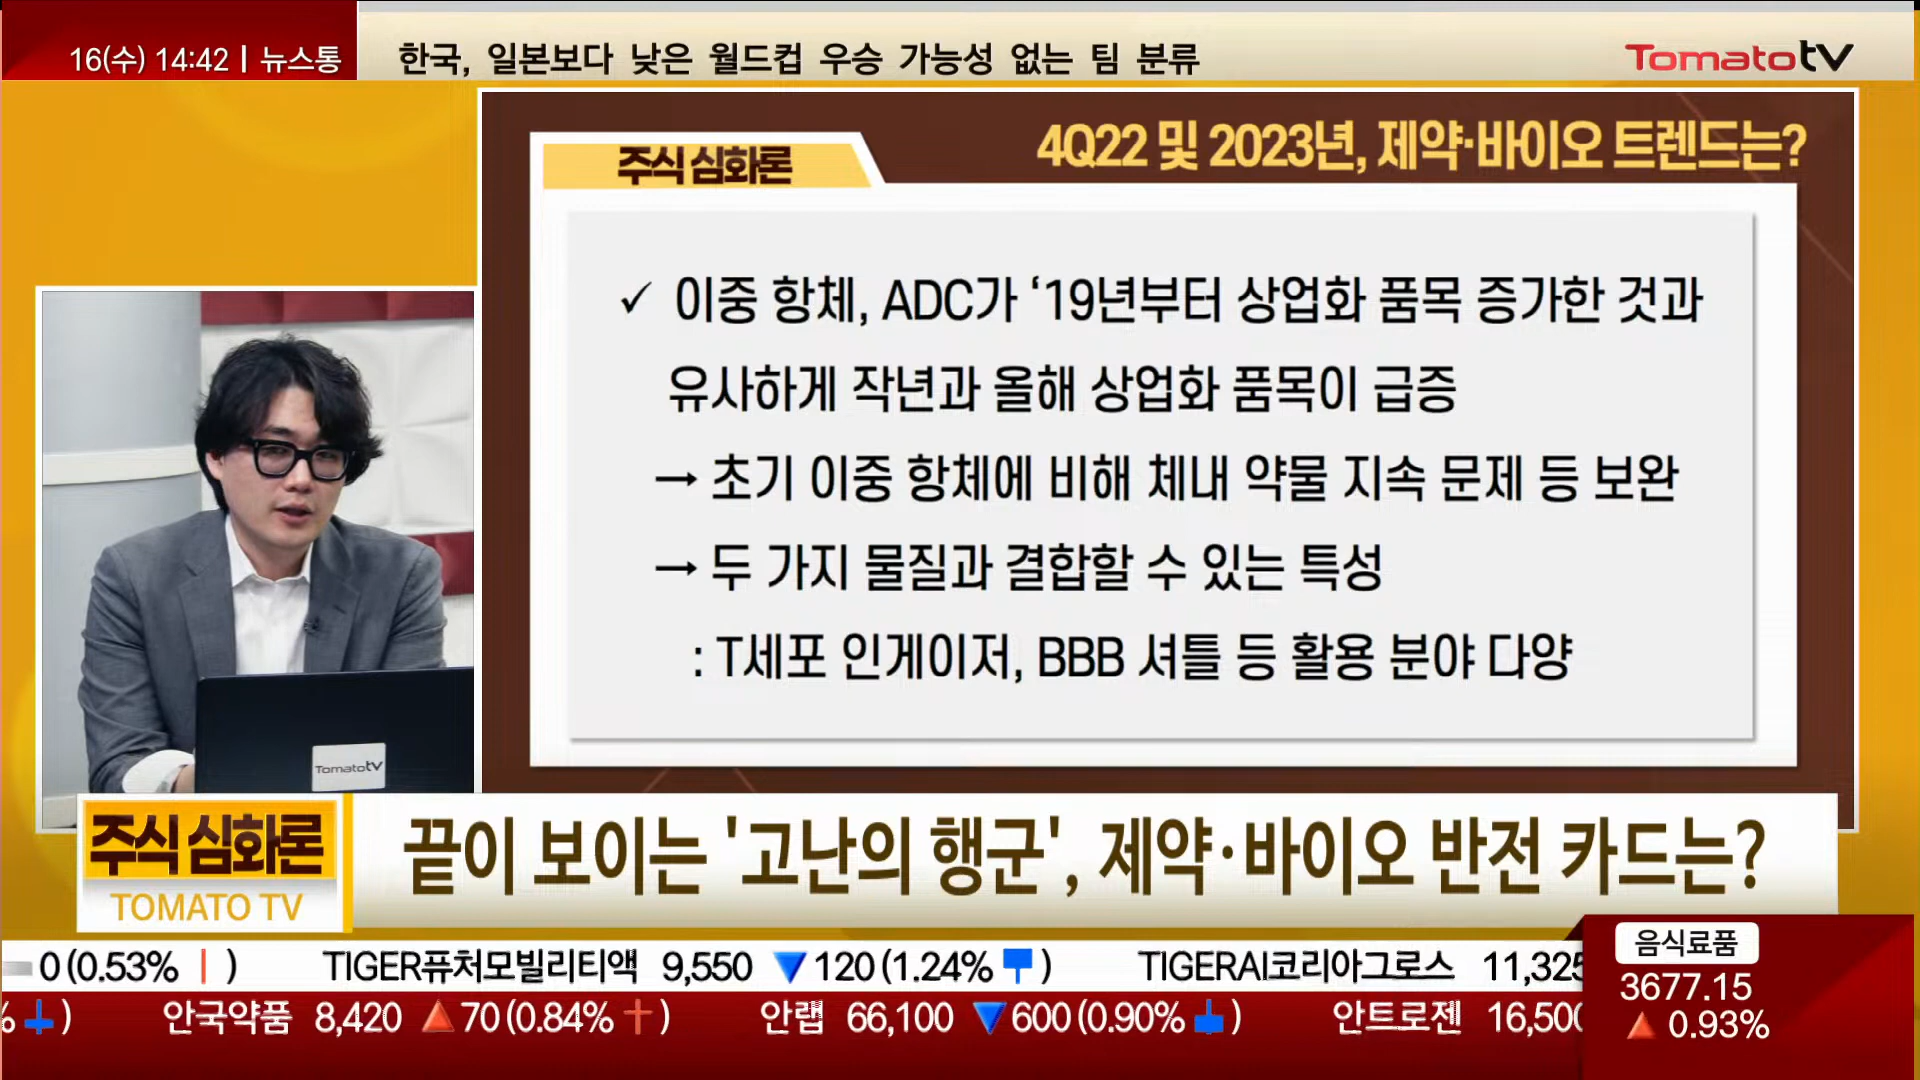 16(수) 14:42 | 뉴스통
한국, 일본보다 낮은 월드컵 우승 가능성 없는 팀 분류
Tomatotv
주식 심화론
4Q22 및 2023년, 제약·바이오 트렌드는?
✓ 이중 항체, ADC가 ‘19년부터 상업화 품목 증가한 것과
유사하게 작년과 올해 상업화 품목이 급증
→ 초기 이중 항체에 비해 체내 약물 지속 문제 등 보완
→ 두 가지 물질과 결합할 수 있는 특성
: T세포 인게이저, BBB 셔틀 등 활용 분야 다양
Tomatotv
주식 심화론
TOMATO TV
끝이 보이는 '고난의 행군', 제약·바이오 반전 카드는?
0(0.53% ) TIGER퓨처모빌리티액 9,550 ▼120(1.24% ) TIGERAI코리아그로스 11,325
% ) 안국약품 8,420 ▲70(0.84% ) 안랩 66,100 ▼600(0.90% ) 안트로젠 16,500
음식료품
3677.15
▲ 0.93%